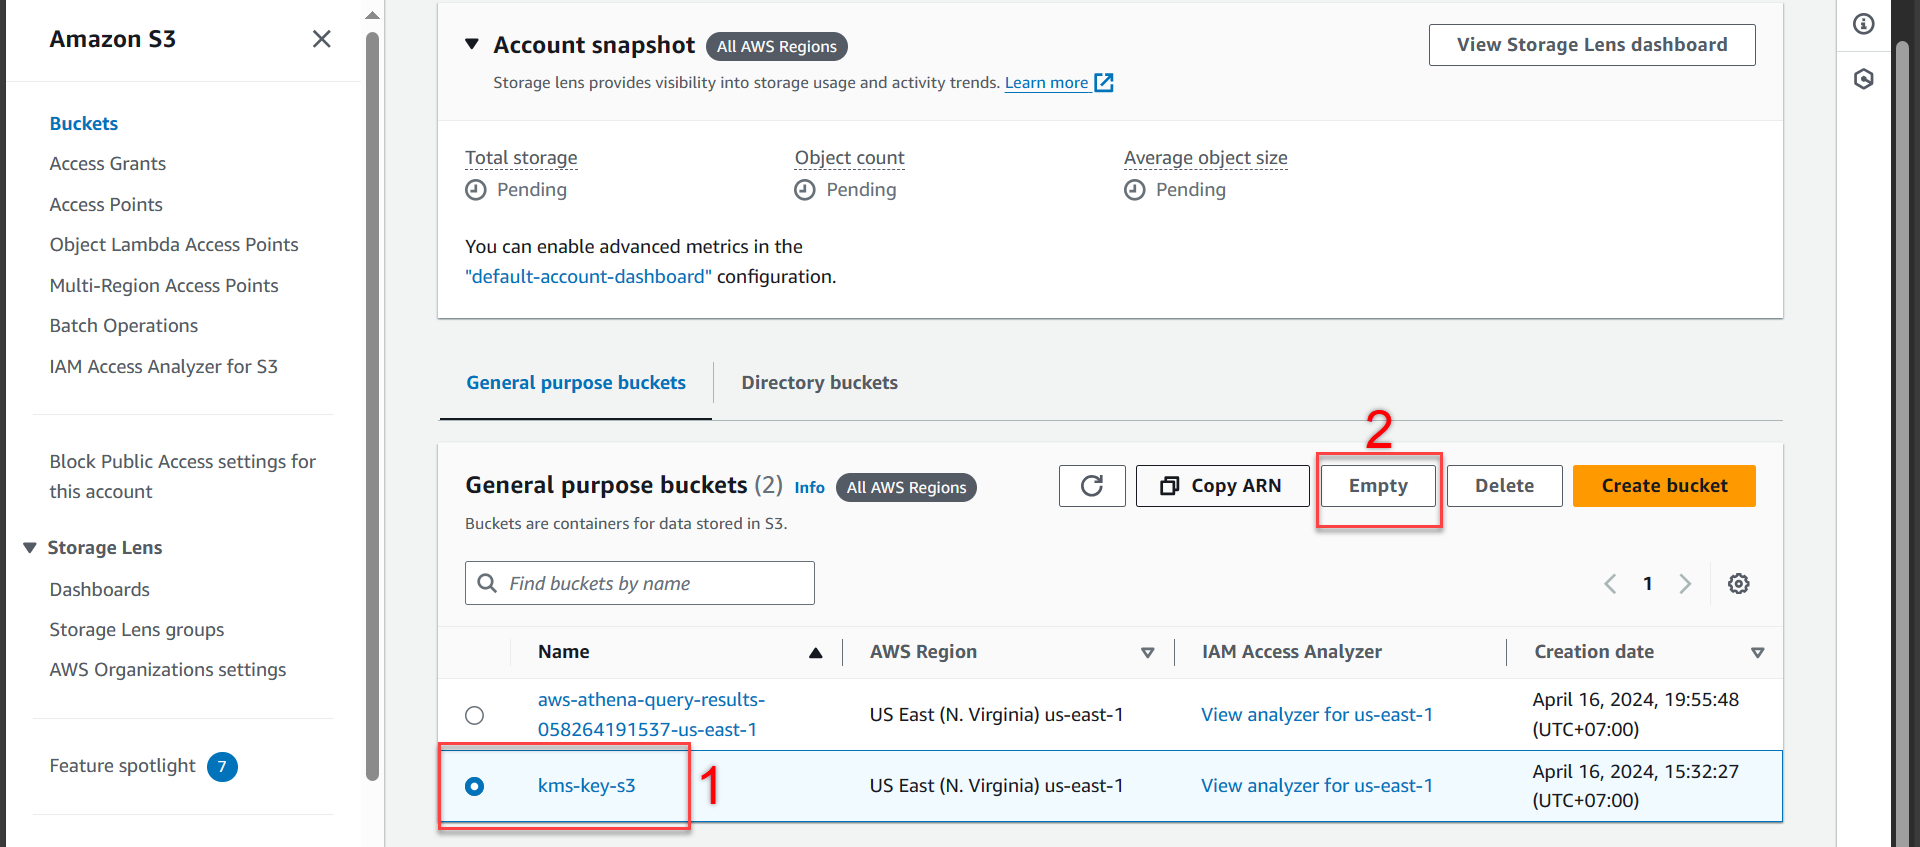 Amazon S3
Buckets
Access Grants
Access Points
Object Lambda Access Points
Multi-Region Access Points
Batch Operations
IAM Access Analyzer for S3
Block Public Access settings for
this account
Storage Lens
Dashboards
Storage Lens groups
AWS Organizations settings
Feature spotlight 7
Account snapshot All AWS Regions
View Storage Lens dashboard
Storage lens provides visibility into storage usage and activity trends. Learn more
Total storage Object count Average object size
Pending Pending Pending
You can enable advanced metrics in the
"default-account-dashboard" configuration.
General purpose buckets Directory buckets
2
General purpose buckets (2) Info All AWS Regions Copy ARN Empty Delete Create bucket
Buckets are containers for data stored in S3.
Find buckets by name 1
Name AWS Region IAM Access Analyzer Creation date
aws-athena-query-results-
058264191537-us-east-1
US East (N. Virginia) us-east-1
View analyzer for us-east-1
April 16, 2024, 19:55:48
(UTC+07:00)
kms-key-s3 1
US East (N. Virginia) us-east-1
View analyzer for us-east-1
April 16, 2024, 15:32:27
(UTC+07:00)